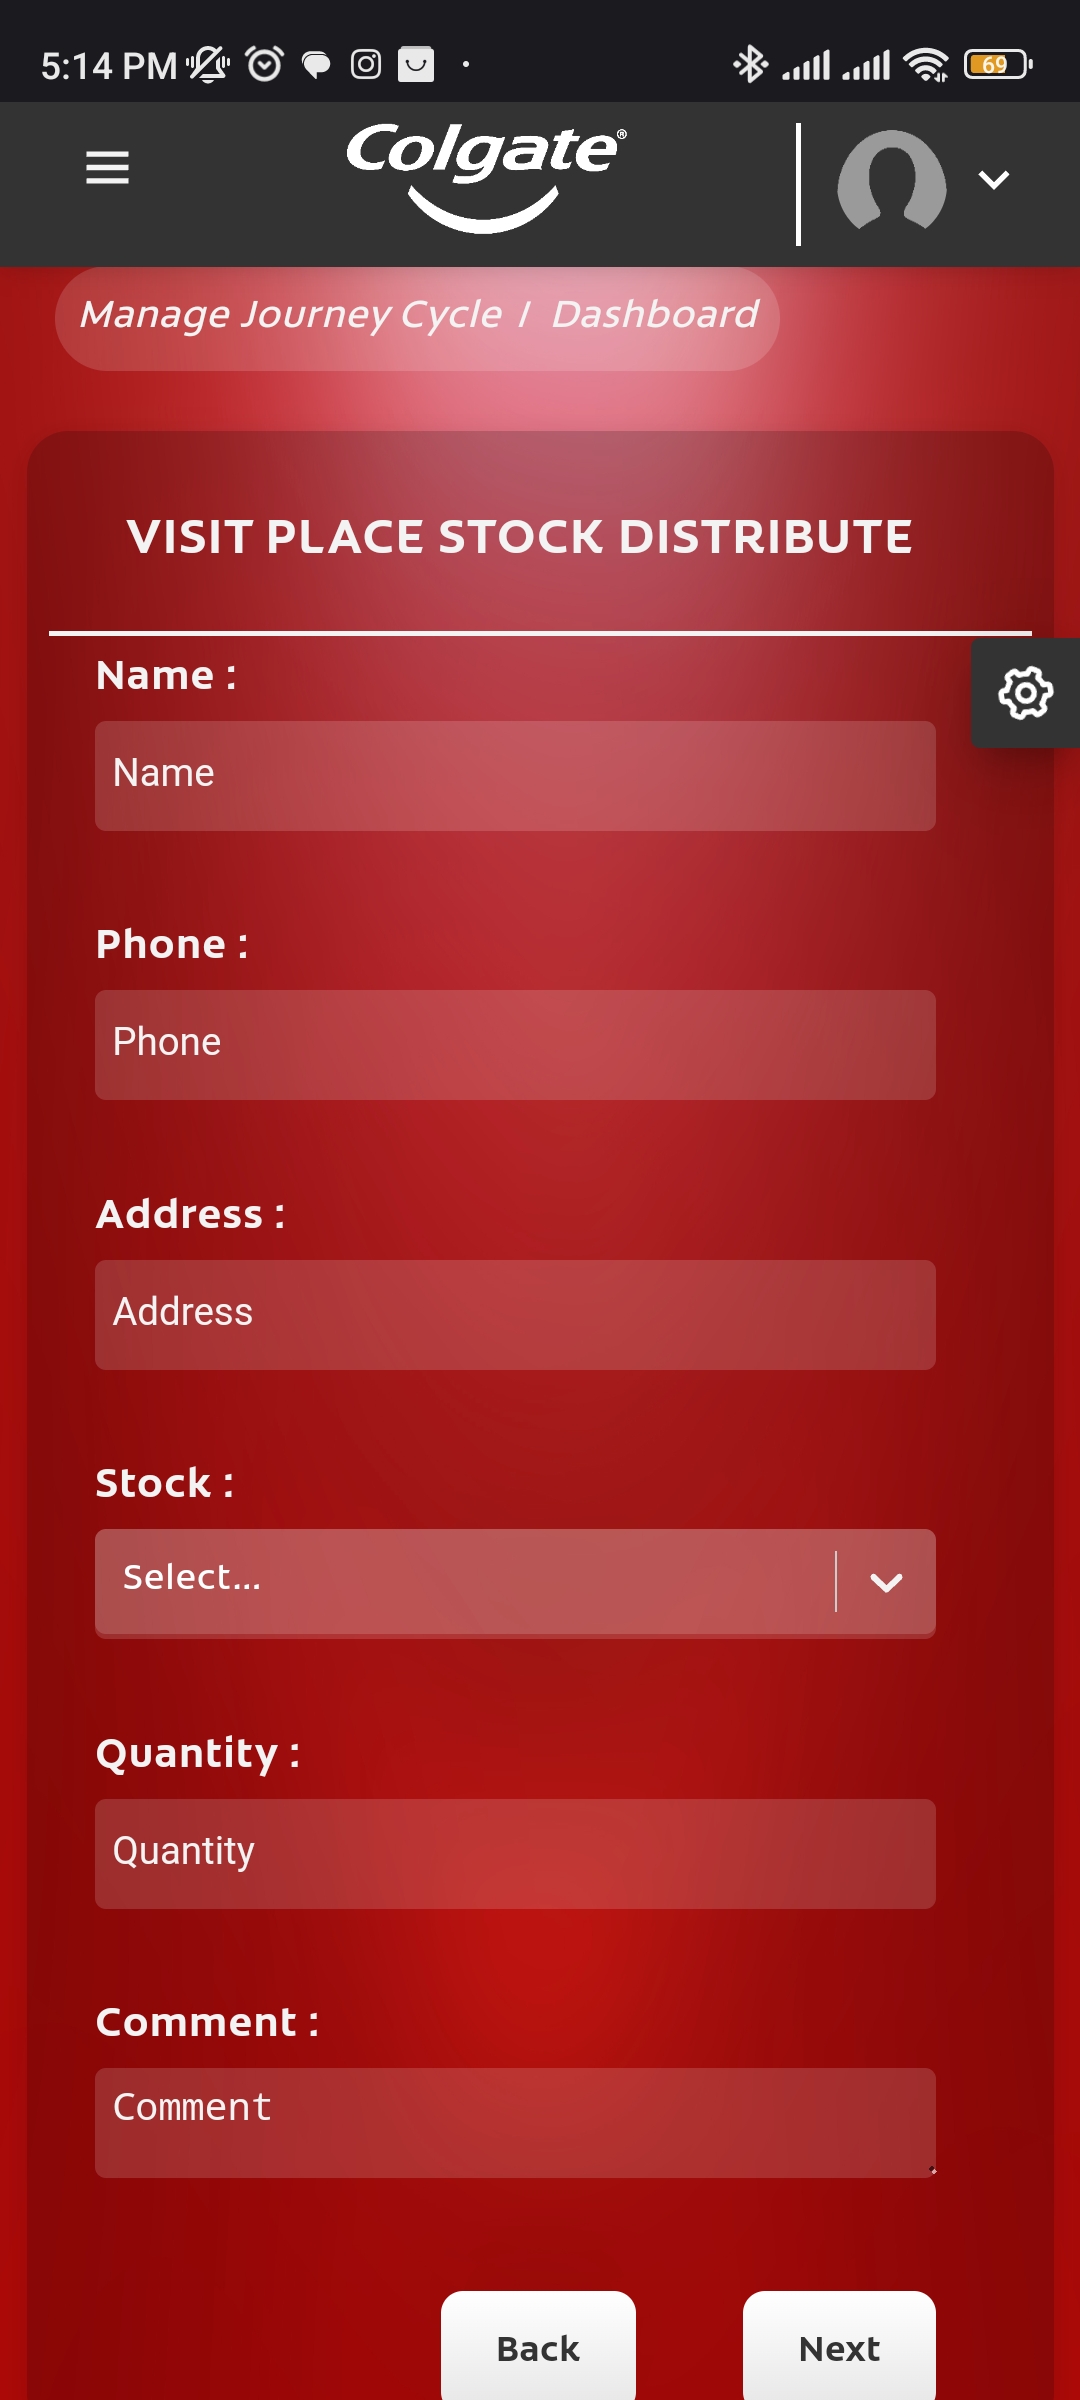 5:14 PM
69
Colgate®
Manage Journey Cycle / Dashboard
VISIT PLACE STOCK DISTRIBUTE
Name :
Name
Phone :
Phone
Address :
Address
Stock :
Select...
Quantity :
Quantity
Comment :
Comment
Back
Next